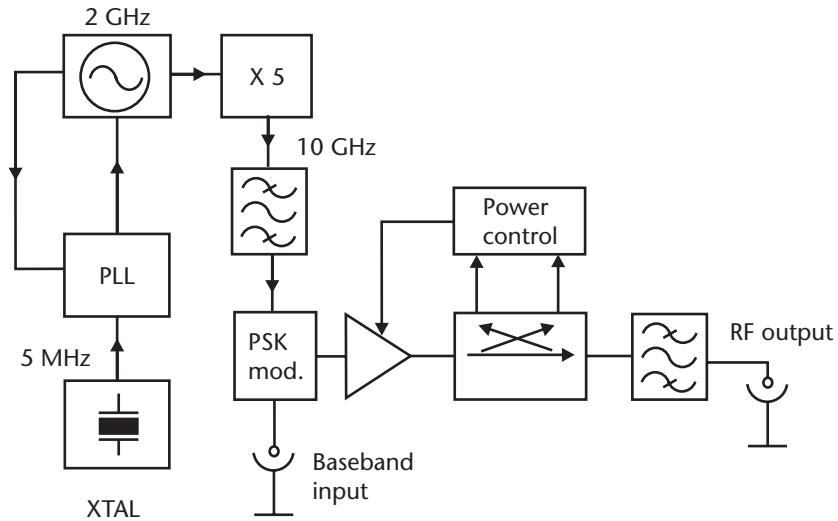 2 GHz
X 5
10 GHz
Power
control
PLL
5 MHz
PSK
mod.
RF output
Baseband
input
XTAL